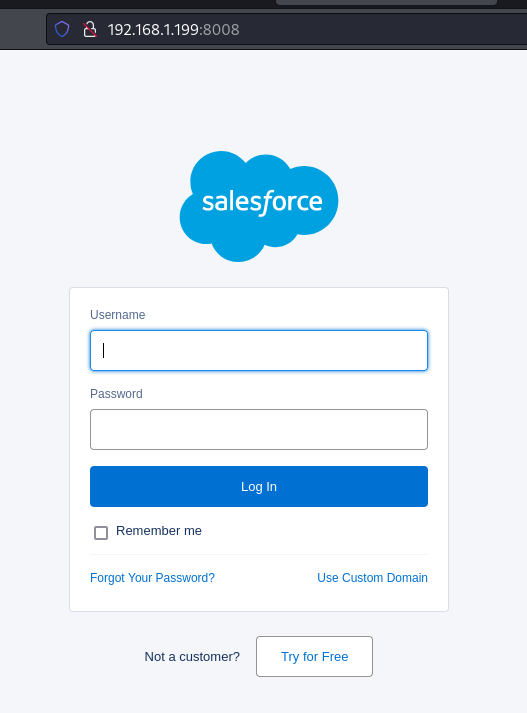 192.168.1.199:8008
salesforce
Username
Password
Log In
Remember me
Forgot Your Password? Use Custom Domain
Not a customer? Try for Free